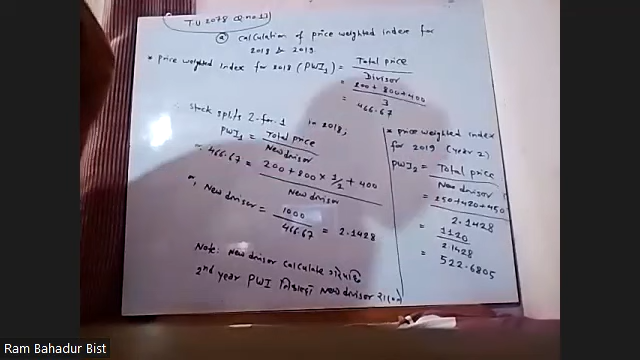 T.U 2078 Q.no.17
(a) Calculation of price weighted index for
2018 & 2019
* Price weighted Index for 2018 (PWI₁) = Total price / Divisor
= 200 + 800 + 400 / 3
= 466.67
Stock splits 2-for-1 in 2018,
PWI₁ = Total price / New divisor
or, 466.67 = 200 + 800 × 1/2 + 400 / New divisor
or, New divisor = 1000 / 466.67 = 2.1428
Note: New divisor calculate
2nd year PWI New divisor
* price weighted index
for 2019 (year 2)
PWI₂ = Total price / New divisor
= 250 + 420 + 450 / 2.1428
= 1120 / 2.1428
= 522.6805
Ram Bahadur Bist